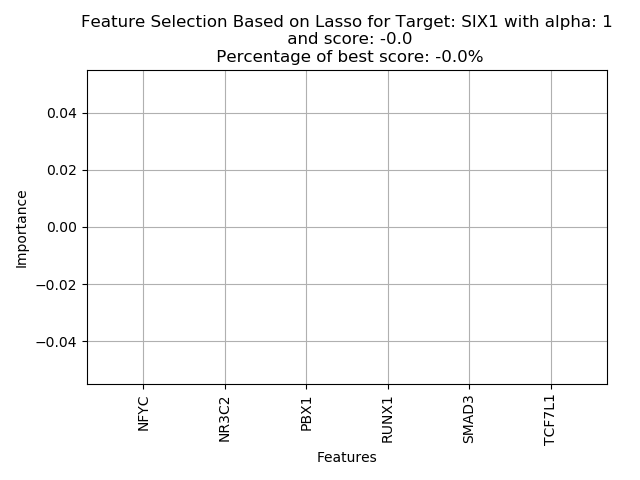 Feature Selection Based on Lasso for Target: SIX1 with alpha: 1
and score: -0.0
Percentage of best score: -0.0%
Importance
0.04
0.02
0.00
−0.02
−0.04
NFYC
NR3C2
PBX1
RUNX1
SMAD3
TCF7L1
Features